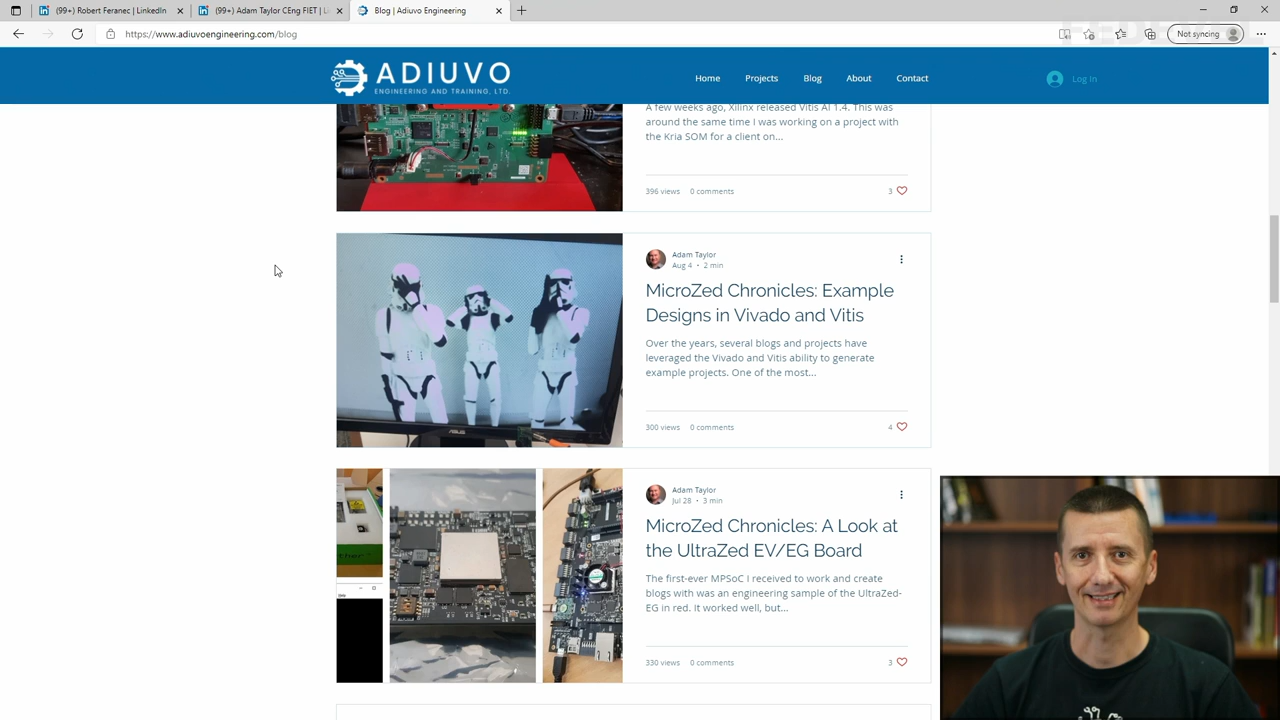 (99+) Robert Feranec | LinkedIn
(99+) Adam Taylor CEng FIET | L
Blog | Adiuvo Engineering
https://www.adiuvoengineering.com/blog
Not syncing
ADIUVO
ENGINEERING AND TRAINING, LTD.
Home
Projects
Blog
About
Contact
Log In
A few weeks ago, Xilinx released Vitis AI 1.4. This was
around the same time I was working on a project with
the Kria SOM for a client on...
396 views
0 comments
3
Adam Taylor
Aug 4 • 2 min
MicroZed Chronicles: Example
Designs in Vivado and Vitis
Over the years, several blogs and projects have
leveraged the Vivado and Vitis ability to generate
example projects. One of the most...
300 views
0 comments
4
Adam Taylor
Jul 28 • 3 min
MicroZed Chronicles: A Look at
the UltraZed EV/EG Board
The first-ever MPSoC I received to work and create
blogs with was an engineering sample of the UltraZed-
EG in red. It worked well, but...
330 views
0 comments
3